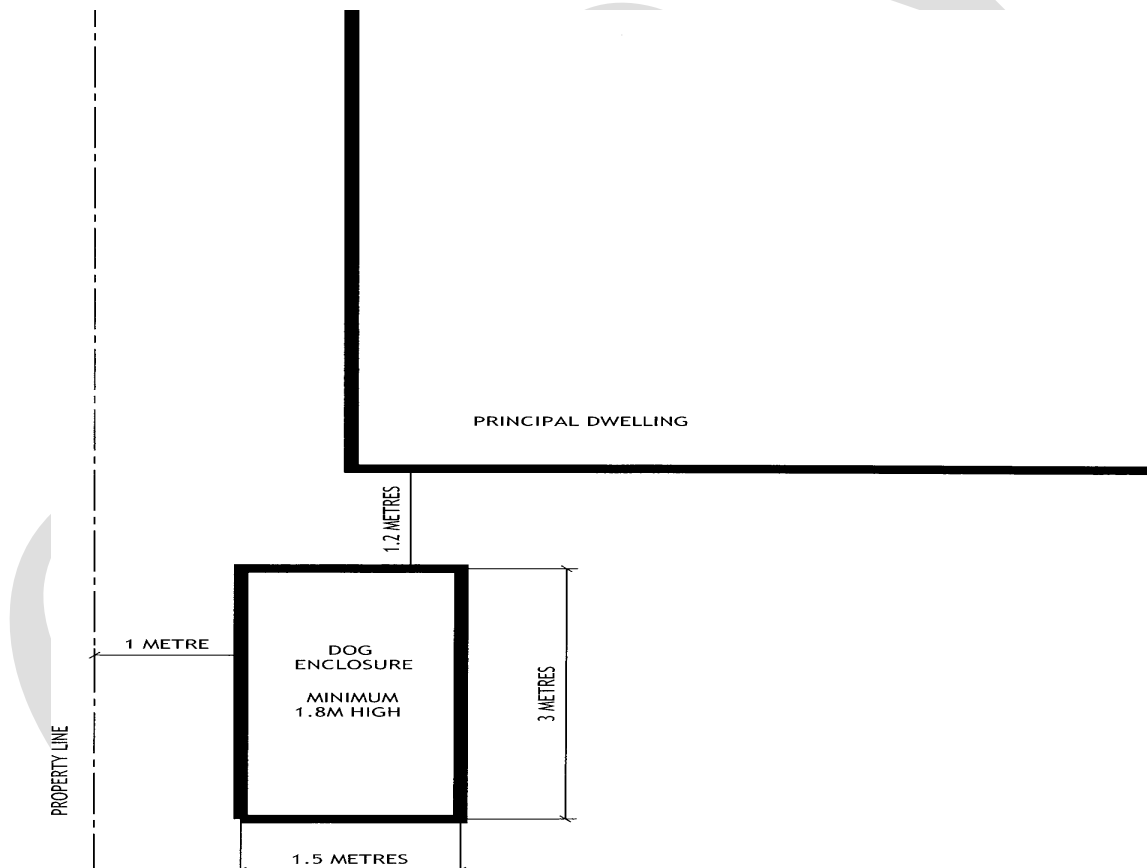 PRINCIPAL DWELLING
1.2 METRES
1 METRE
DOG
ENCLOSURE
MINIMUM
1.8M HIGH
3 METRES
PROPERTY LINE
1.5 METRES